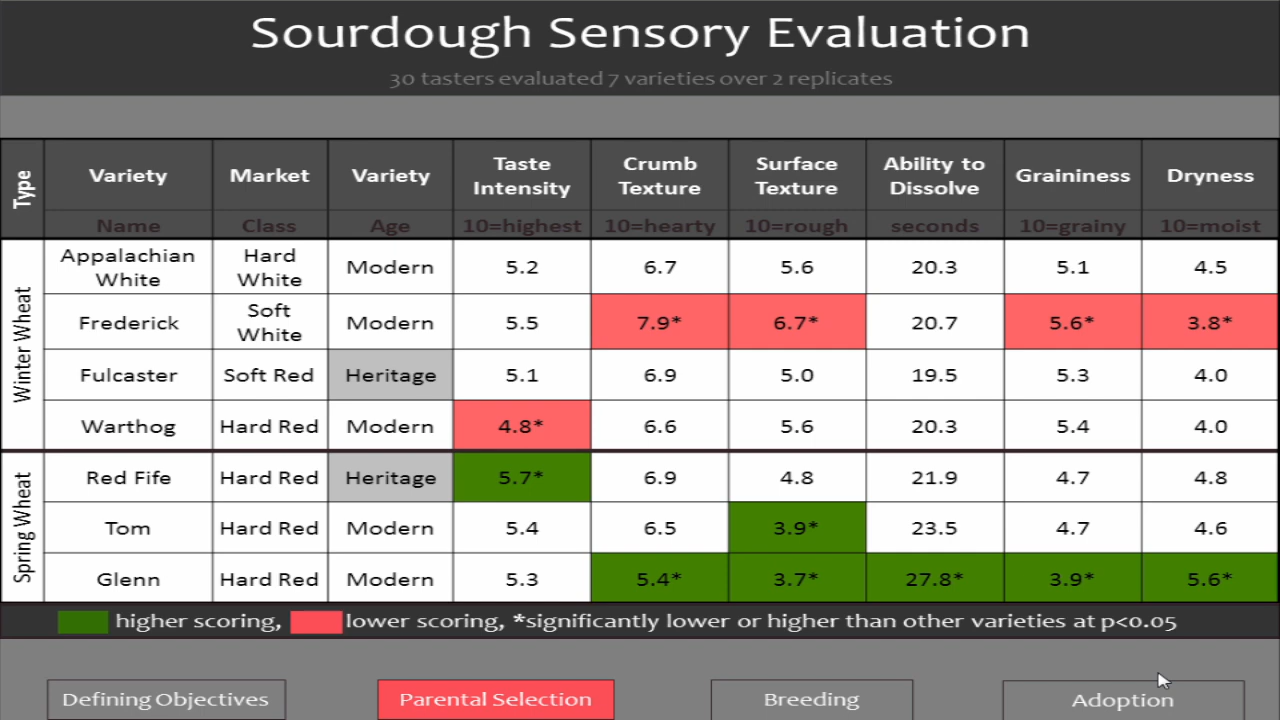 Sourdough Sensory Evaluation
30 tasters evaluated 7 varieties over 2 replicates
Type Variety Market Variety Taste Intensity Crumb Texture Surface Texture Ability to Dissolve Graininess Dryness
Name Class Age 10=highest 10=hearty 10=rough seconds 10=grainy 10=moist
Winter Wheat
Appalachian White Hard White Modern 5.2 6.7 5.6 20.3 5.1 4.5
Frederick Soft White Modern 5.5 7.9* 6.7* 20.7 5.6* 3.8*
Fulcaster Soft Red Heritage 5.1 6.9 5.0 19.5 5.3 4.0
Warthog Hard Red Modern 4.8* 6.6 5.6 20.3 5.4 4.0
Spring Wheat
Red Fife Hard Red Heritage 5.7* 6.9 4.8 21.9 4.7 4.8
Tom Hard Red Modern 5.4 6.5 3.9* 23.5 4.7 4.6
Glenn Hard Red Modern 5.3 5.4* 3.7* 27.8* 3.9* 5.6*
higher scoring, lower scoring, *significantly lower or higher than other varieties at p<0.05
Defining Objectives Parental Selection Breeding Adoption